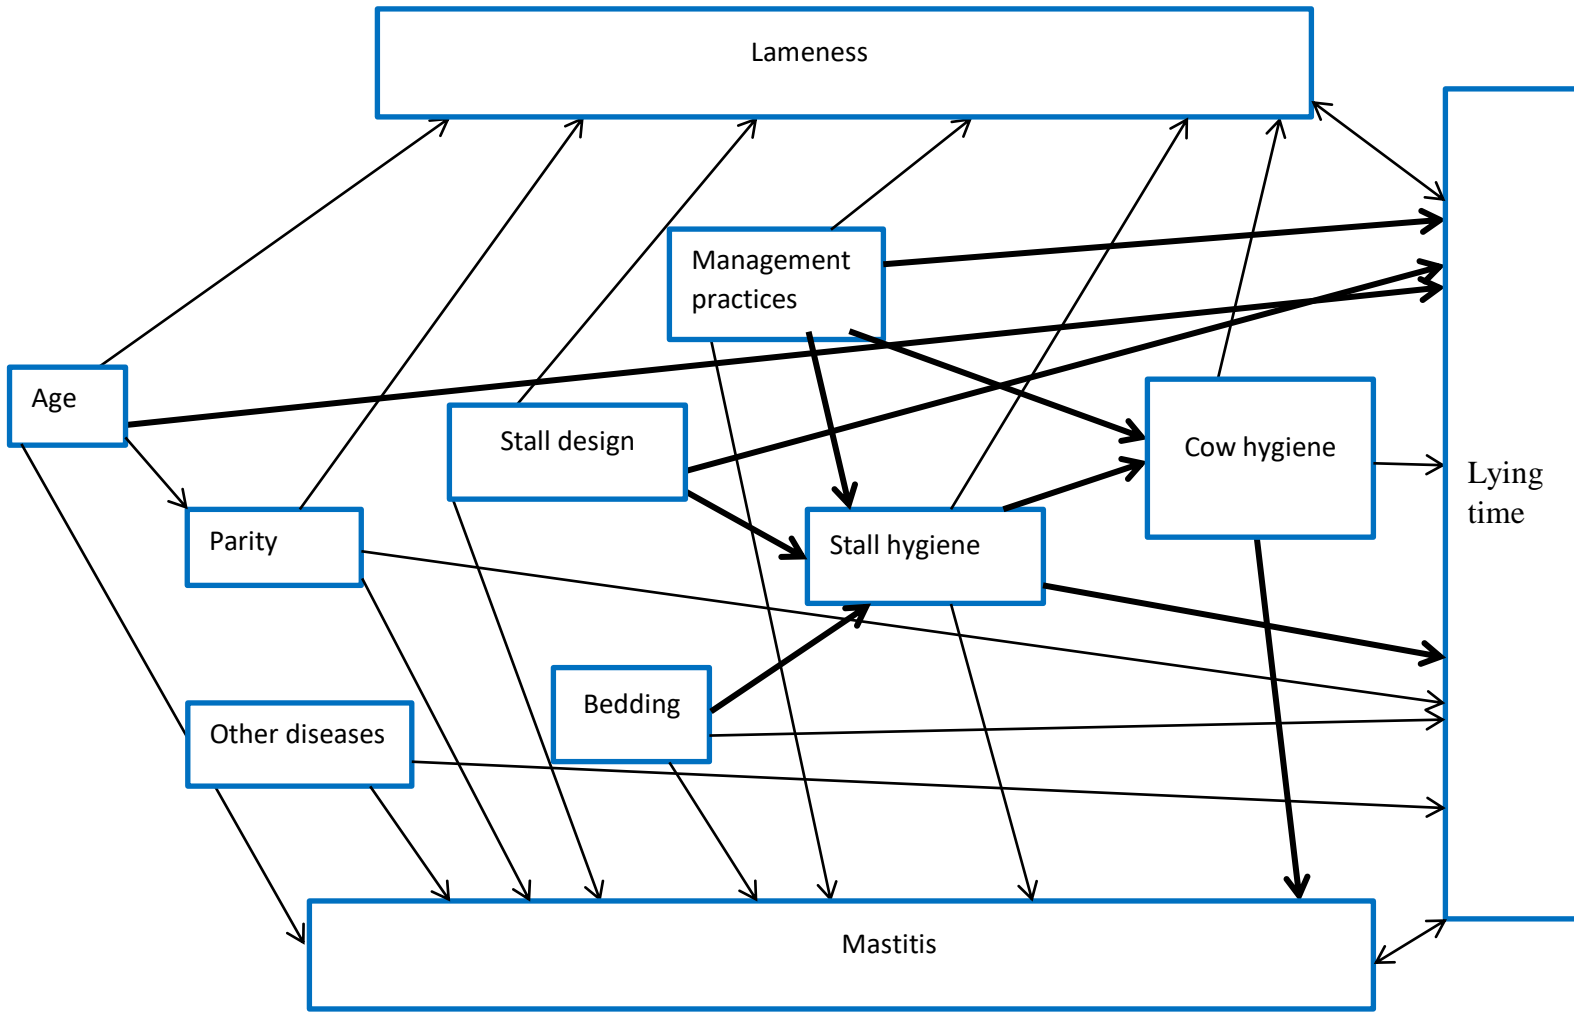 Lameness
Management
practices
Age
Stall design
Cow hygiene
Lying
time
Parity
Stall hygiene
Bedding
Other diseases
Mastitis